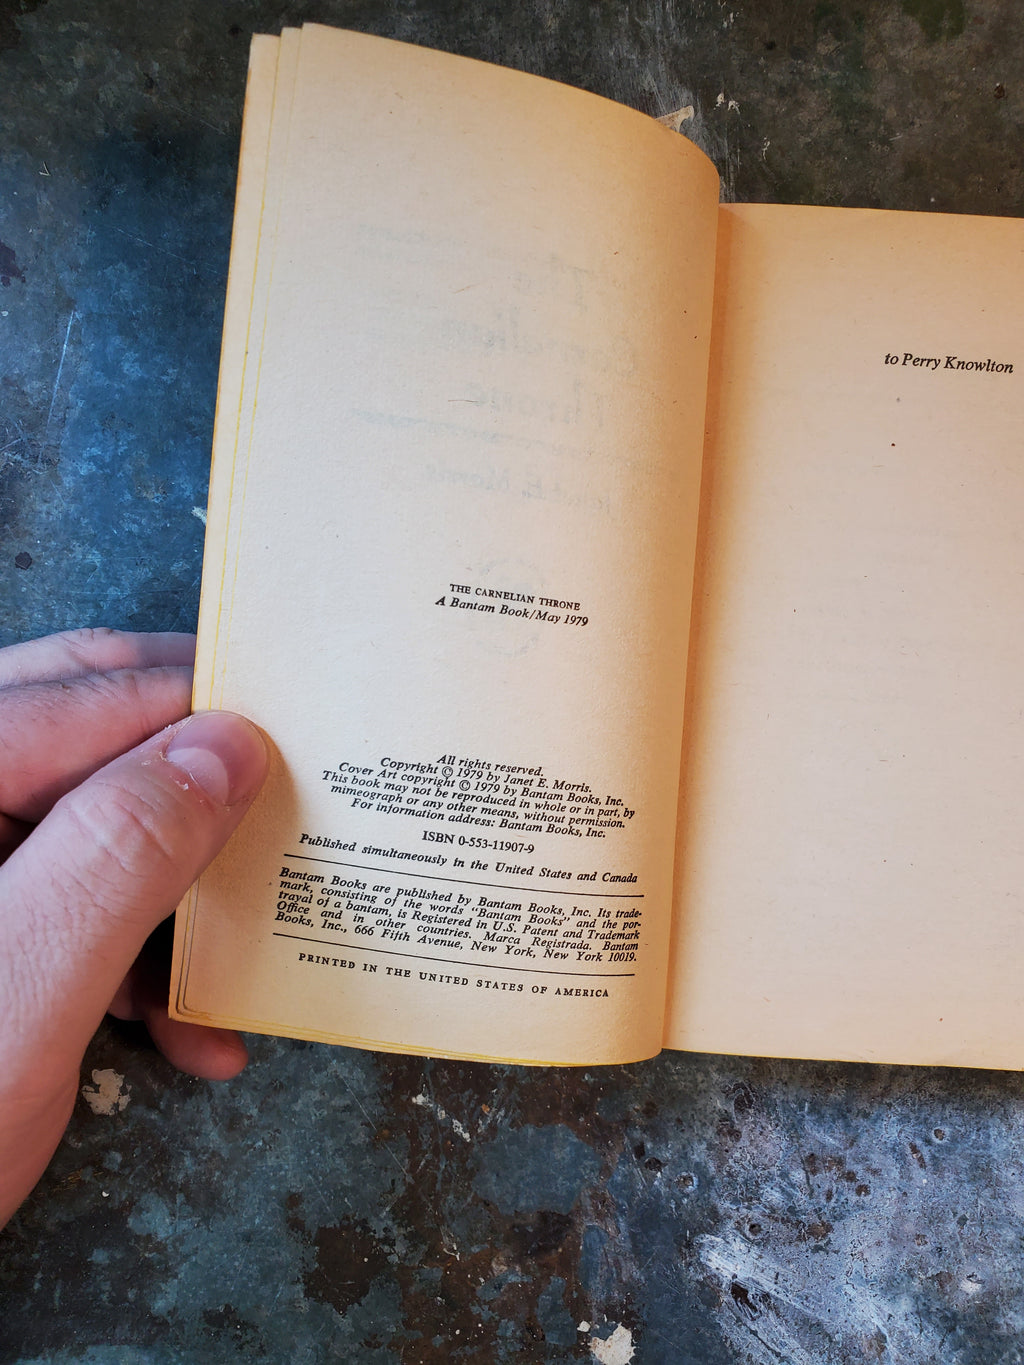 THE CARNELIAN THRONE
A Bantam Book/May 1979
All rights reserved.
Copyright © 1979 by Janet E. Morris.
Cover Art copyright © 1979 by Bantam Books, Inc.
This book may not be reproduced in whole or in part, by
mimeograph or any other means, without permission.
For information address: Bantam Books, Inc.
ISBN 0-553-11907-9
Published simultaneously in the United States and Canada
Bantam Books are published by Bantam Books, Inc. Its trade-
mark, consisting of the words "Bantam Books" and the por-
trayal of a bantam, is Registered in U.S. Patent and Trademark
Office and in other countries. Marca Registrada. Bantam
Books, Inc., 666 Fifth Avenue, New York, New York 10019.
PRINTED IN THE UNITED STATES OF AMERICA
to Perry Knowlton